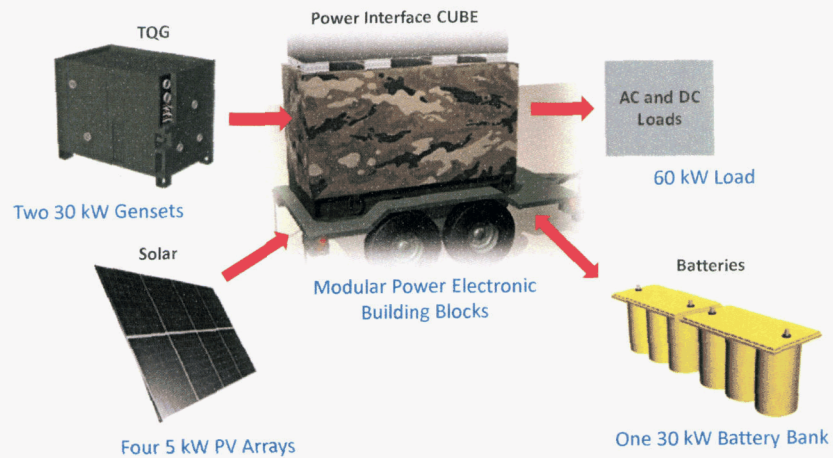 TQG
Power Interface CUBE
AC and DC
Loads
Two 30 kW Gensets
60 kW Load
Solar
Modular Power Electronic
Building Blocks
Batteries
Four 5 kW PV Arrays
One 30 kW Battery Bank